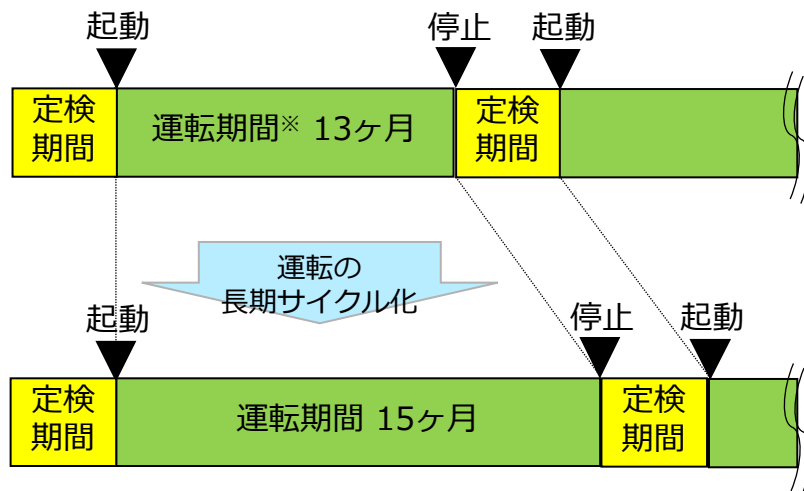 起動
停止
起動
定検
期間
運転期間※ 13ヶ月
定検
期間
運転の
長期サイクル化
起動
停止
起動
定検
期間
運転期間 15ヶ月
定検
期間